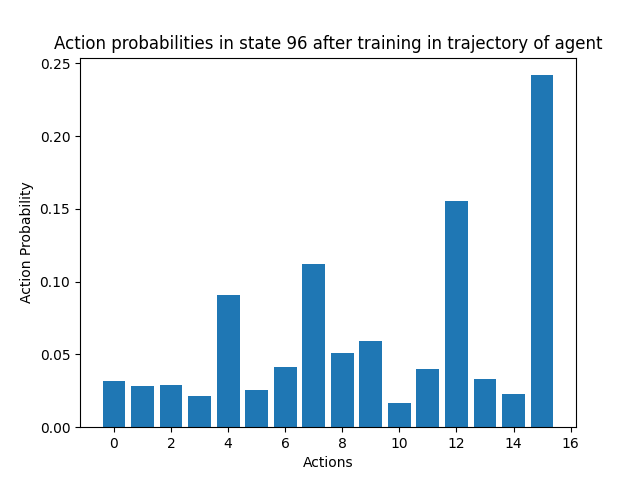 Action probabilities in state 96 after training in trajectory of agent
0.25
0.20
0.15
0.10
0.05
0.00
Action Probability
0 2 4 6 8 10 12 14 16
Actions